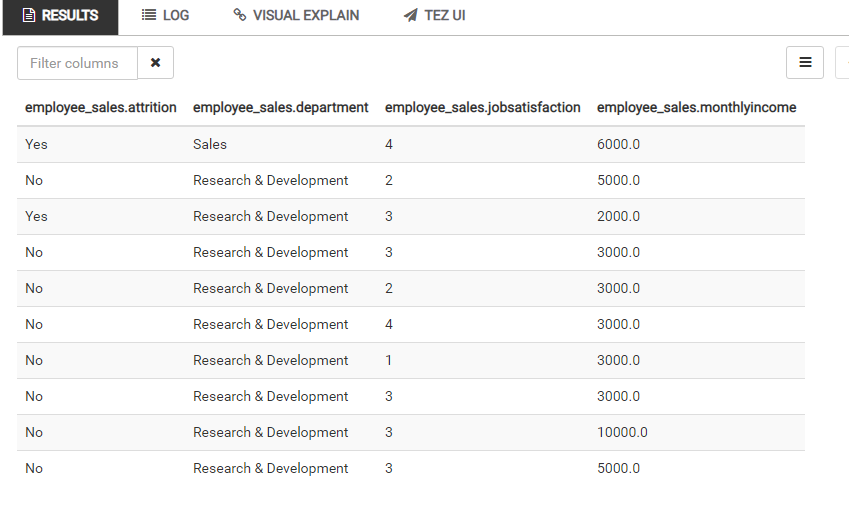 RESULTS LOG VISUAL EXPLAIN TEZ UI
Filter columns
employee_sales.attrition employee_sales.department employee_sales.jobsatisfaction employee_sales.monthlyincome
Yes Sales 4 6000.0
No Research & Development 2 5000.0
Yes Research & Development 3 2000.0
No Research & Development 3 3000.0
No Research & Development 2 3000.0
No Research & Development 4 3000.0
No Research & Development 1 3000.0
No Research & Development 3 3000.0
No Research & Development 3 10000.0
No Research & Development 3 5000.0